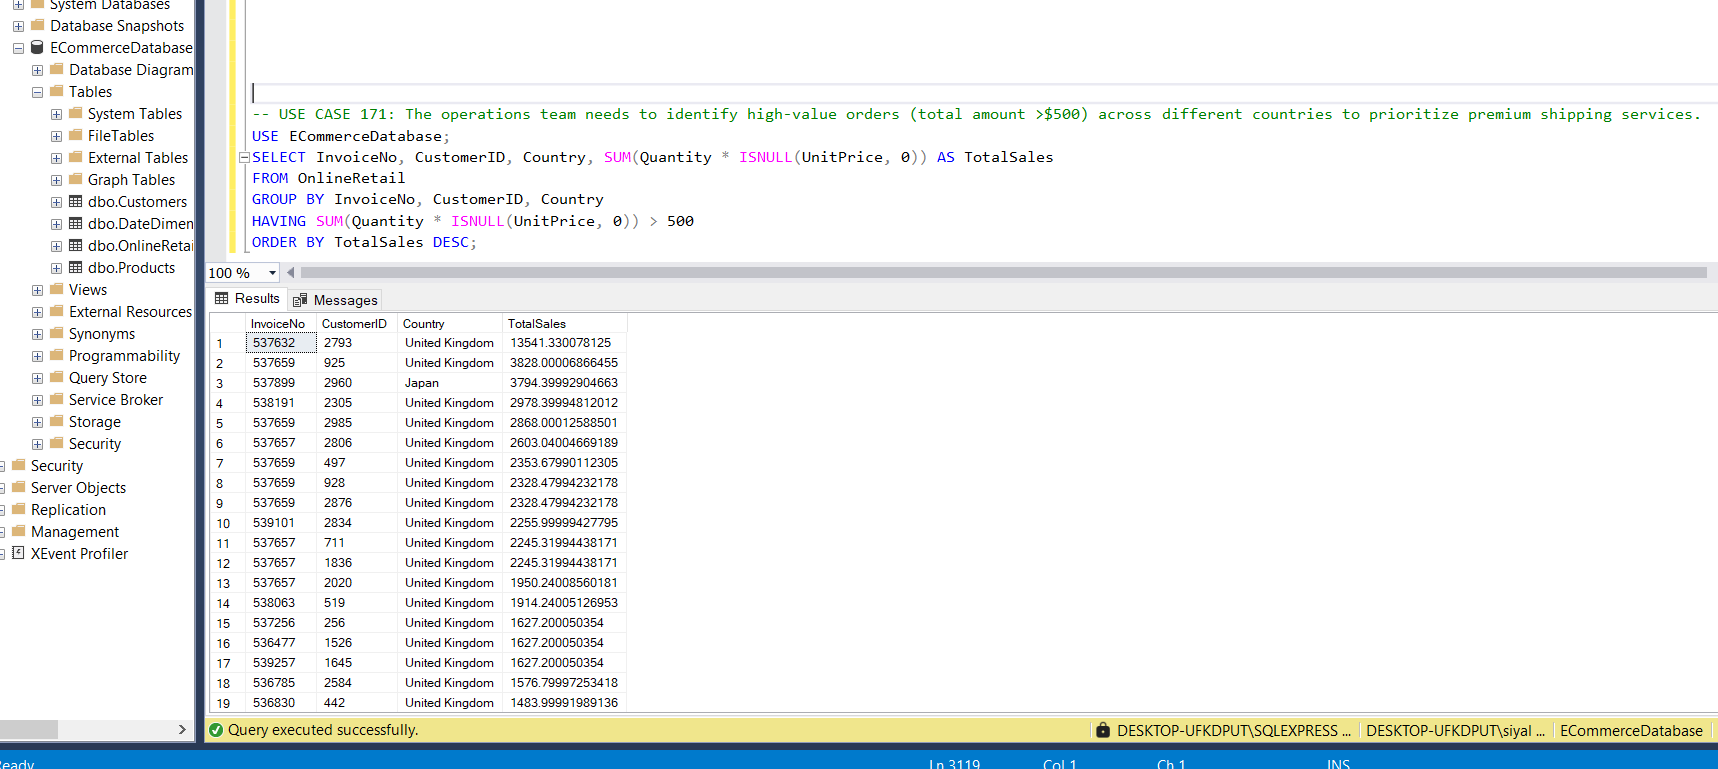 System Databases
Database Snapshots
ECommerceDatabase
Database Diagram
Tables
System Tables
FileTables
External Tables
Graph Tables
dbo.Customers
dbo.DateDimen
dbo.OnlineRetai
dbo.Products
Views
External Resources
Synonyms
Programmability
Query Store
Service Broker
Storage
Security
Security
Server Objects
Replication
Management
XEvent Profiler
-- USE CASE 171: The operations team needs to identify high-value orders (total amount >$500) across different countries to prioritize premium shipping services.
USE ECommerceDatabase;
SELECT InvoiceNo, CustomerID, Country, SUM(Quantity * ISNULL(UnitPrice, 0)) AS TotalSales
FROM OnlineRetail
GROUP BY InvoiceNo, CustomerID, Country
HAVING SUM(Quantity * ISNULL(UnitPrice, 0)) > 500
ORDER BY TotalSales DESC;
100 %
Results Messages
InvoiceNo CustomerID Country TotalSales
1 537632 2793 United Kingdom 13541.330078125
2 537659 925 United Kingdom 3828.00006866455
3 537899 2960 Japan 3794.39992904663
4 538191 2305 United Kingdom 2978.39994812012
5 537659 2985 United Kingdom 2868.00012588501
6 537657 2806 United Kingdom 2603.04004669189
7 537659 497 United Kingdom 2353.67990112305
8 537659 928 United Kingdom 2328.47994232178
9 537659 2876 United Kingdom 2328.47994232178
10 539101 2834 United Kingdom 2255.99999427795
11 537657 711 United Kingdom 2245.31994438171
12 537657 1836 United Kingdom 2245.31994438171
13 537657 2020 United Kingdom 1950.24008560181
14 538063 519 United Kingdom 1914.24005126953
15 537256 256 United Kingdom 1627.200050354
16 536477 1526 United Kingdom 1627.200050354
17 539257 1645 United Kingdom 1627.200050354
18 536785 2584 United Kingdom 1576.79997253418
19 536830 442 United Kingdom 1483.99991989136
Query executed successfully. DESKTOP-UFKDPUT\SQLEXPRESS ... DESKTOP-UFKDPUT\siyal ... ECommerceDatabase
eady Ln 3119 Col 1 Ch 1 INS